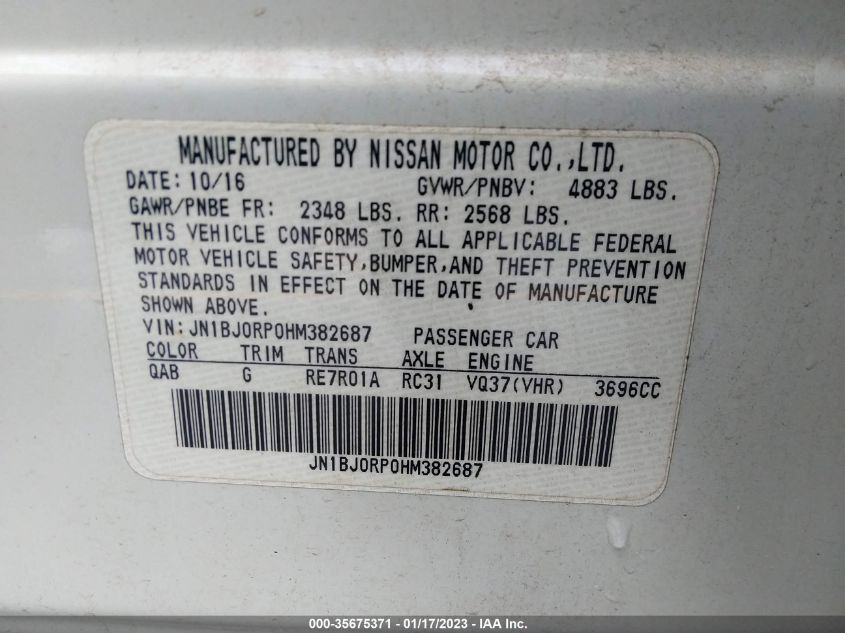 MANUFACTURED BY NISSAN MOTOR CO.,LTD.
DATE: 10/16 GVWR/PNBV: 4883 LBS.
GAWR/PNBE FR: 2348 LBS. RR: 2568 LBS.
THIS VEHICLE CONFORMS TO ALL APPLICABLE FEDERAL
MOTOR VEHICLE SAFETY,BUMPER,AND THEFT PREVENTION
STANDARDS IN EFFECT ON THE DATE OF MANUFACTURE
SHOWN ABOVE.
VIN: JN1BJ0RP0HM382687 PASSENGER CAR
COLOR TRIM TRANS AXLE ENGINE
QAB G RE7R01A RC31 VQ37(VHR) 3696CC
JN1BJ0RP0HM382687
000-35675371 - 01/17/2023 - © IAA Inc.